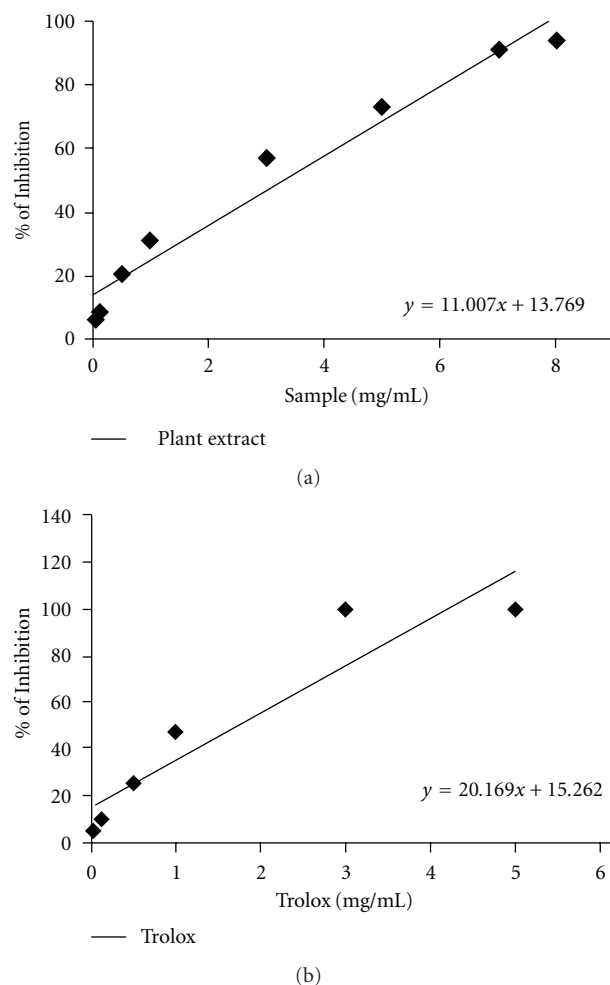 100
80
60
40
20
0
% of Inhibition
y = 11.007x + 13.769
0 2 4 6 8
Sample (mg/mL)
Plant extract
(a)
140
120
100
80
60
40
20
0
% of Inhibition
y = 20.169x + 15.262
0 1 2 3 4 5 6
Trolox (mg/mL)
Trolox
(b)